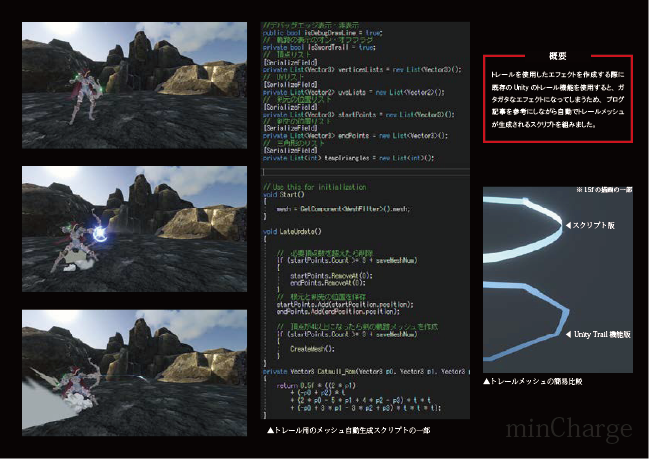 //デバッグエッジ表示・非表示
public bool isDebugDrawLine = true;
// 軌跡の表示のオン・オフフラグ
private bool isSwordTrail = true;
// 頂点リスト
[SerializeField]
private List<Vector3> verticesLists = new List<Vector3>();
// UVリスト
[SerializeField]
private List<Vector2> uvsLists = new List<Vector2>();
// 剣元の位置リスト
[SerializeField]
private List<Vector3> startPoints = new List<Vector3>();
// 剣先の位置リスト
[SerializeField]
private List<Vector3> endPoints = new List<Vector3>();
// 三角形のリスト
[SerializeField]
private List<int> tempTriangles = new List<int>();
// Use this for initialization
void Start()
{
mesh = GetComponent<MeshFilter>().mesh;
}
void LateUpdate()
{
// 必要頂点数を超えたら削除
if (startPoints.Count >= 3 + saveMeshNum)
{
startPoints.RemoveAt(0);
endPoints.RemoveAt(0);
}
// 根元と剣先の位置を保存
startPoints.Add(startPosition.position);
endPoints.Add(endPosition.position);
// 頂点が4以上になったら剣の軌跡メッシュを作成
if (startPoints.Count >= 3 + saveMeshNum)
{
CreateMesh();
}
}
private Vector3 Catmull_Rom(Vector3 p0, Vector3 p1, Vector3 p
{
return 0.5f * ((2 * p1)
+ (-p0 + p2) * t
+ (2 * p0 - 5 * p1 + 4 * p2 - p3) * t * t
+ (-p0 + 3 * p1 - 3 * p2 + p3) * t * t * t);
}
▲トレール用のメッシュ自動生成スクリプトの一部
概要
トレールを使用したエフェクトを作成する際に
既存の Unity のトレール機能を使用すると、ガ
タガタなエフェクトになってしまうため、ブログ
記事を参考にしながら自動でトレールメッシュ
が生成されるスクリプトを組みました。
※15fの描画の一部
◀スクリプト版
◀Unity Trail 機能版
▲トレールメッシュの簡易比較
minCharge